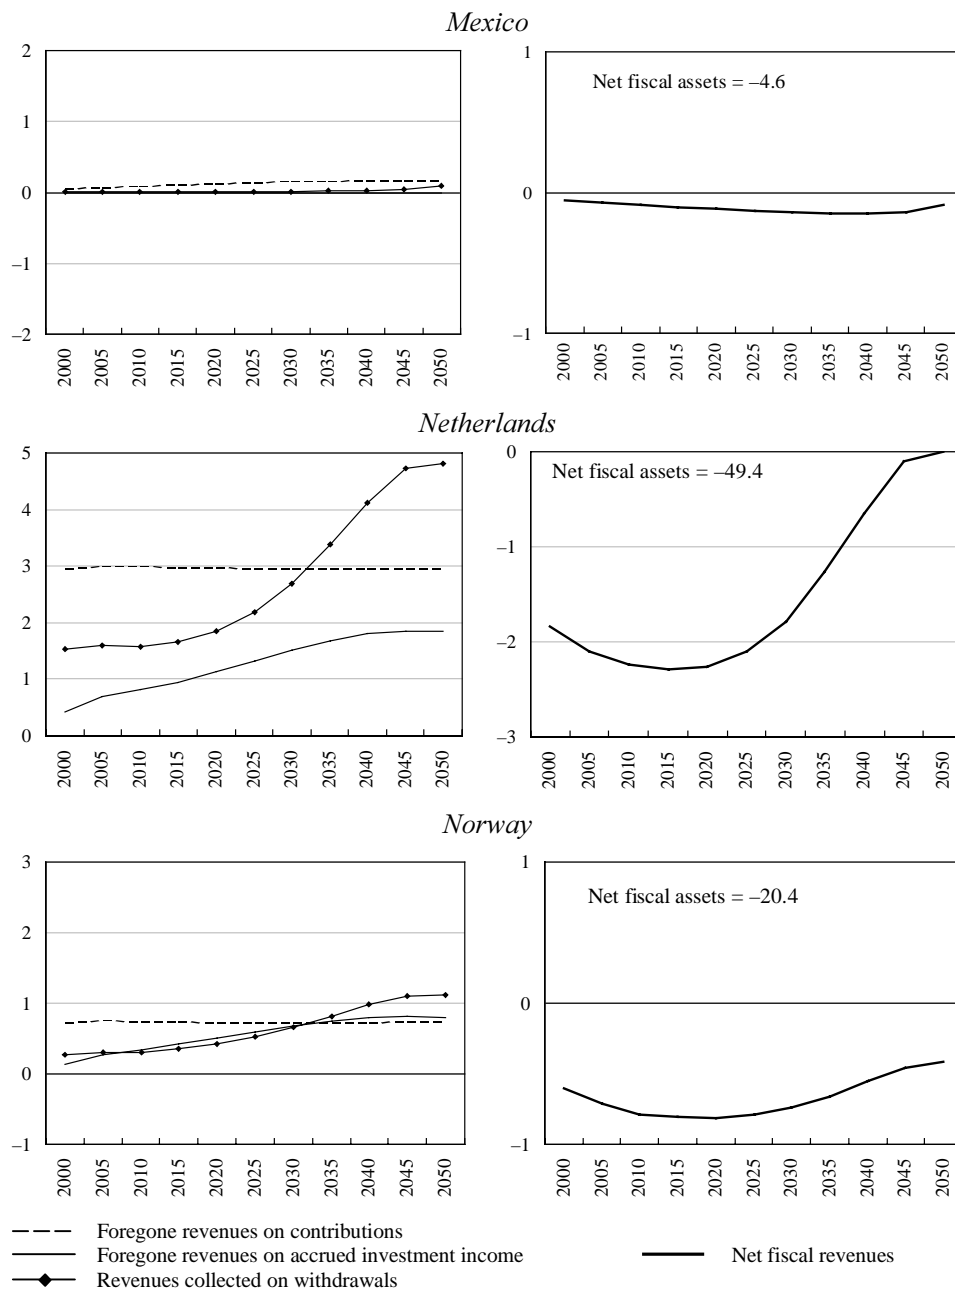 Mexico
2
1
0
–1
–2
2000 2005 2010 2015 2020 2025 2030 2035 2040 2045 2050
1
Net fiscal assets = –4.6
0
–1
2000 2005 2010 2015 2020 2025 2030 2035 2040 2045 2050
Netherlands
5
4
3
2
1
0
2000 2005 2010 2015 2020 2025 2030 2035 2040 2045 2050
0
Net fiscal assets = –49.4
–1
–2
–3
2000 2005 2010 2015 2020 2025 2030 2035 2040 2045 2050
Norway
3
2
1
0
–1
2000 2005 2010 2015 2020 2025 2030 2035 2040 2045 2050
1
Net fiscal assets = –20.4
0
–1
2000 2005 2010 2015 2020 2025 2030 2035 2040 2045 2050
Foregone revenues on contributions
Foregone revenues on accrued investment income
Revenues collected on withdrawals
Net fiscal revenues